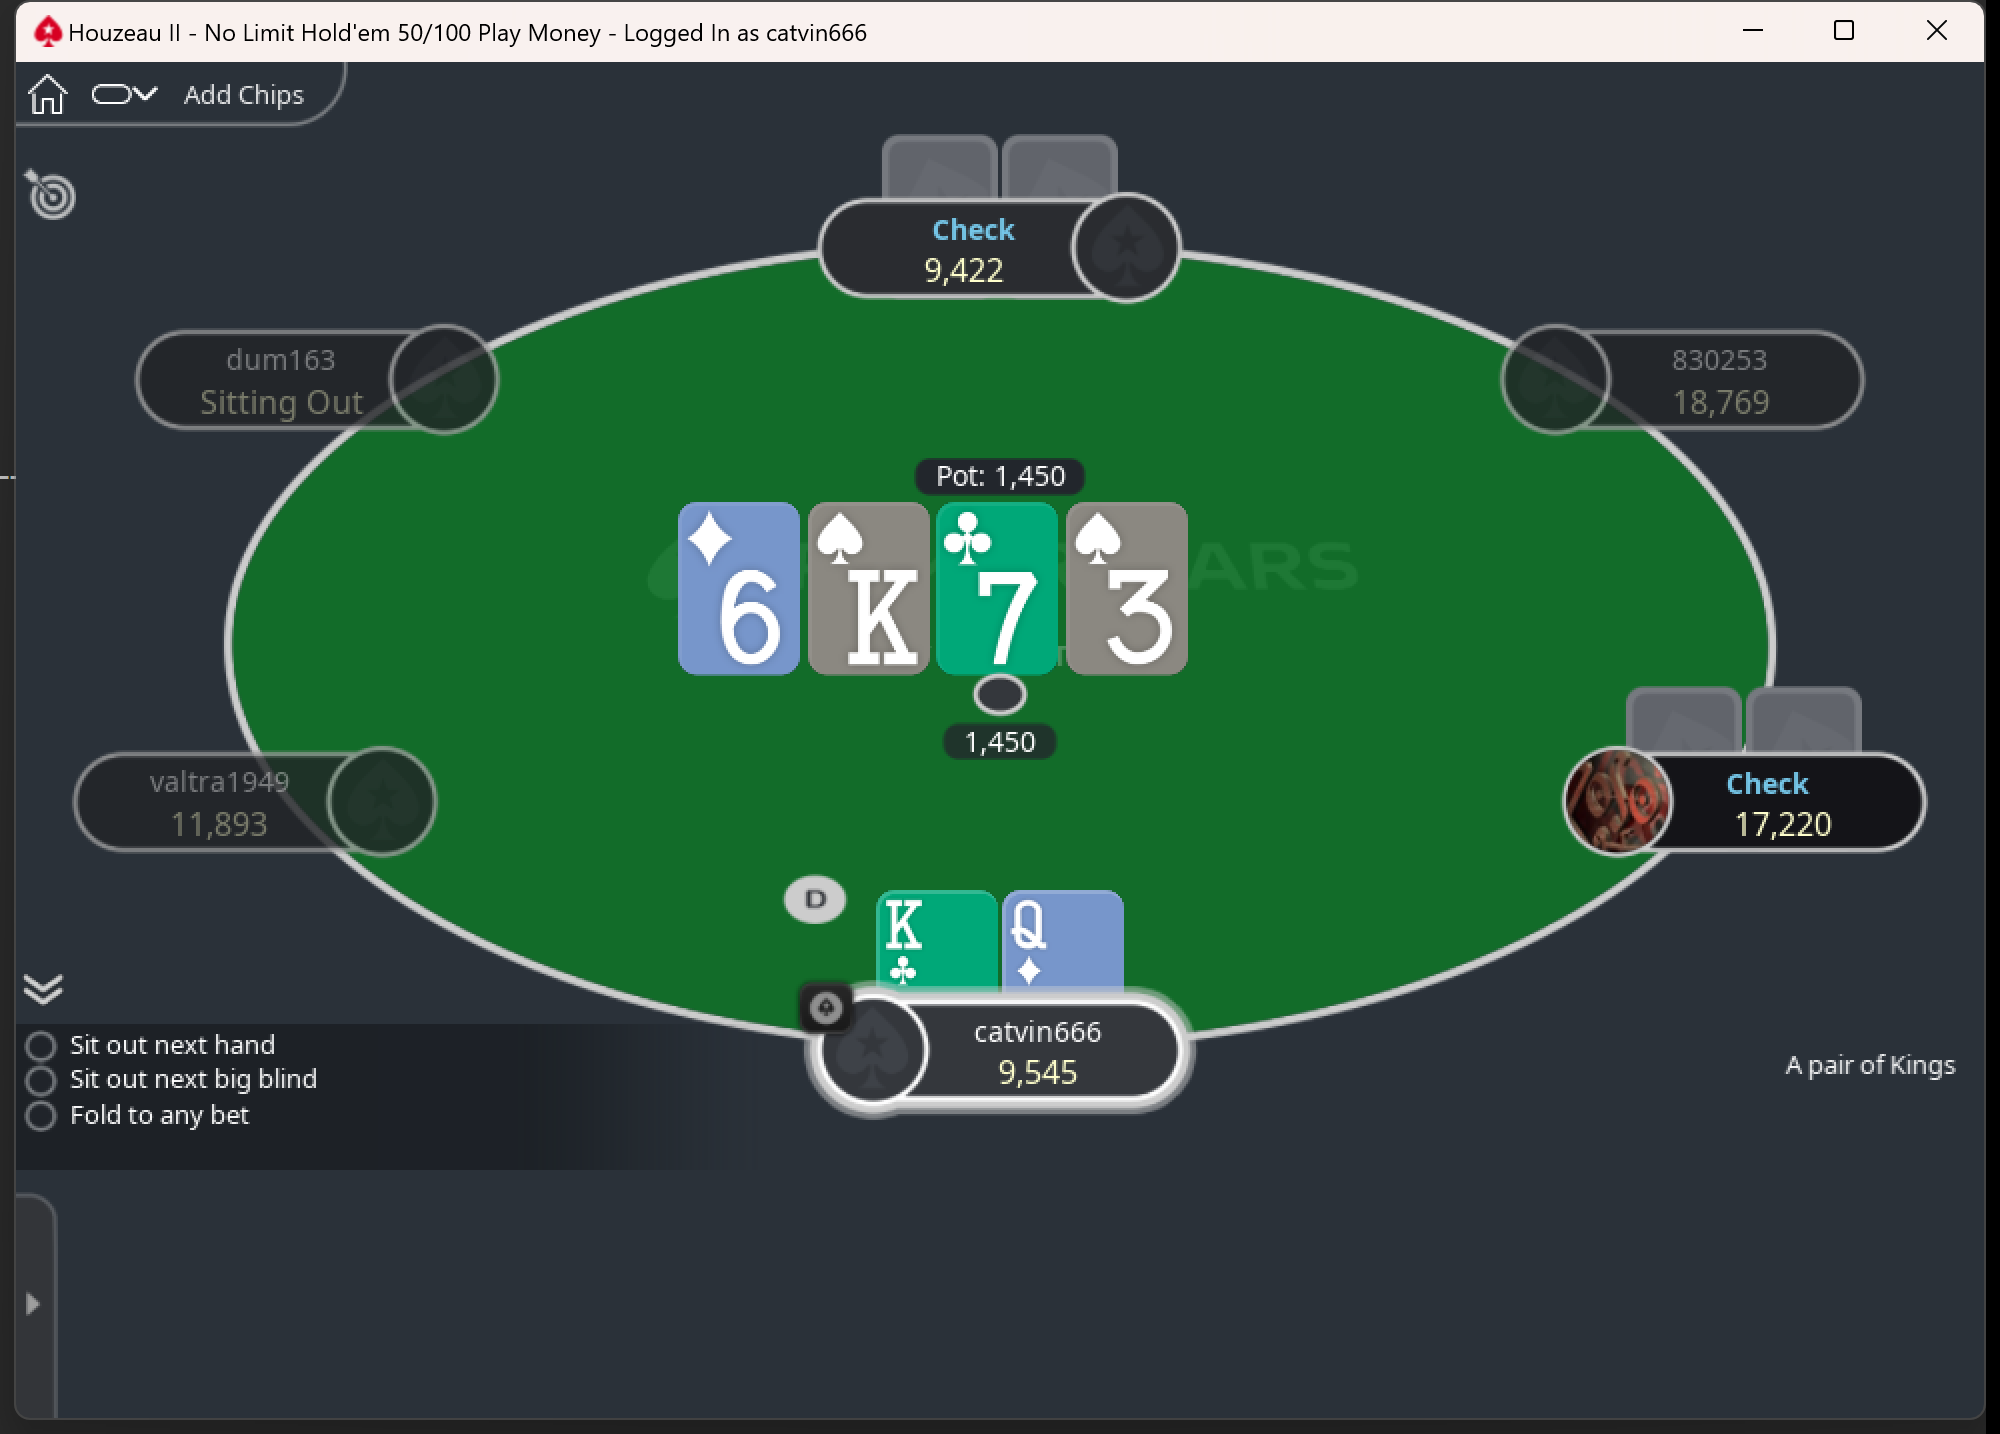 Houzeau II - No Limit Hold'em 50/100 Play Money - Logged In as catvin666
Add Chips
Check
9,422
dum163
Sitting Out
830253
18,769
Pot: 1,450
6
K
7
3
ARS
1,450
valtra1949
11,893
Check
17,220
D
K
Q
catvin666
9,545
Sit out next hand
Sit out next big blind
Fold to any bet
A pair of Kings